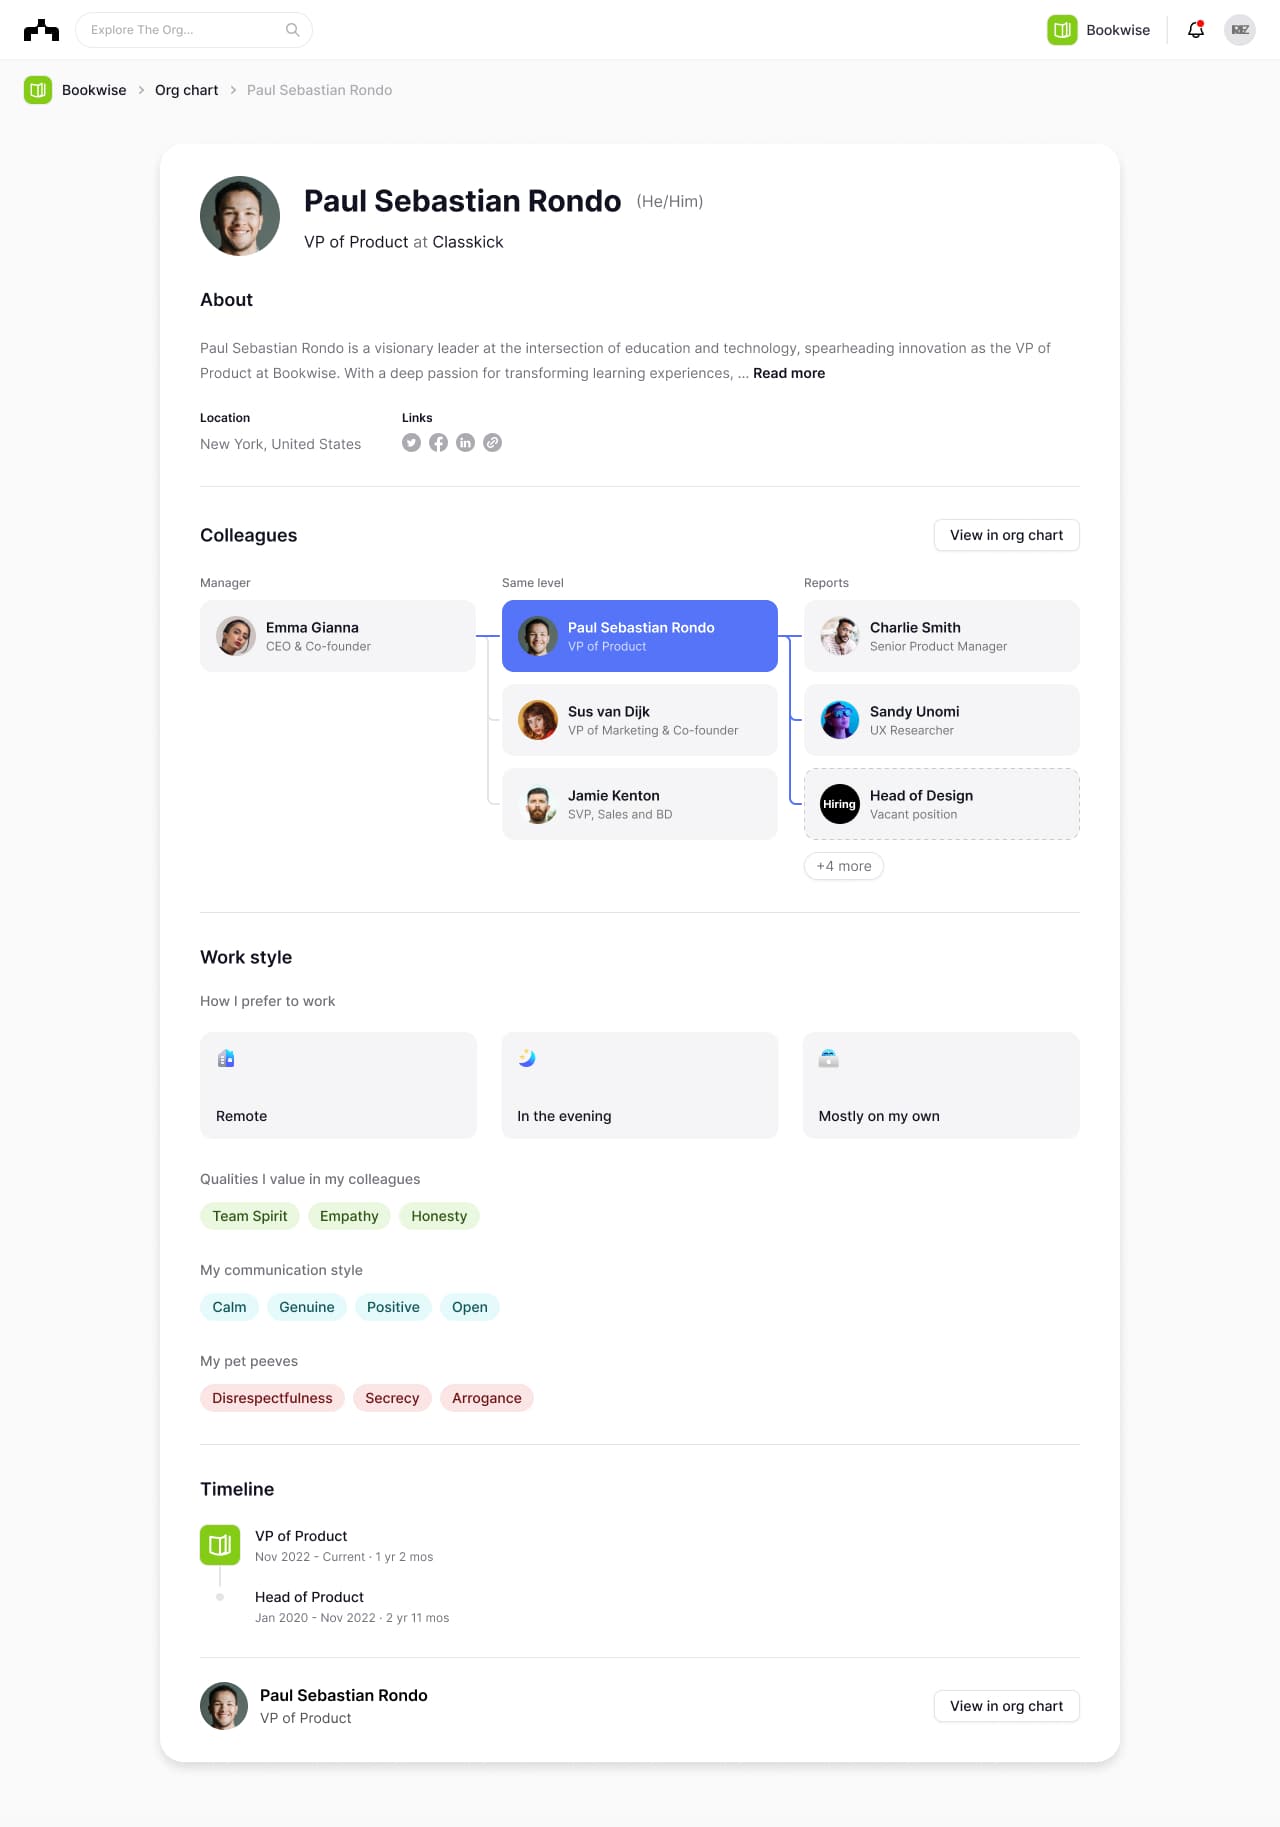 Explore The Org...
Bookwise
Bookwise
Org chart
Paul Sebastian Rondo
Paul Sebastian Rondo (He/Him)
VP of Product at Classkick
About
Paul Sebastian Rondo is a visionary leader at the intersection of education and technology, spearheading innovation as the VP of
Product at Bookwise. With a deep passion for transforming learning experiences, ... Read more
Location
New York, United States
Links
Colleagues
View in org chart
Manager
Emma Gianna
CEO & Co-founder
Same level
Paul Sebastian Rondo
VP of Product
Sus van Dijk
VP of Marketing & Co-founder
Jamie Kenton
SVP, Sales and BD
Reports
Charlie Smith
Senior Product Manager
Sandy Unomi
UX Researcher
Hiring
Head of Design
Vacant position
+4 more
Work style
How I prefer to work
Remote
In the evening
Mostly on my own
Qualities I value in my colleagues
Team Spirit
Empathy
Honesty
My communication style
Calm
Genuine
Positive
Open
My pet peeves
Disrespectfulness
Secrecy
Arrogance
Timeline
VP of Product
Nov 2022 - Current · 1 yr 2 mos
Head of Product
Jan 2020 - Nov 2022 · 2 yr 11 mos
Paul Sebastian Rondo
VP of Product
View in org chart